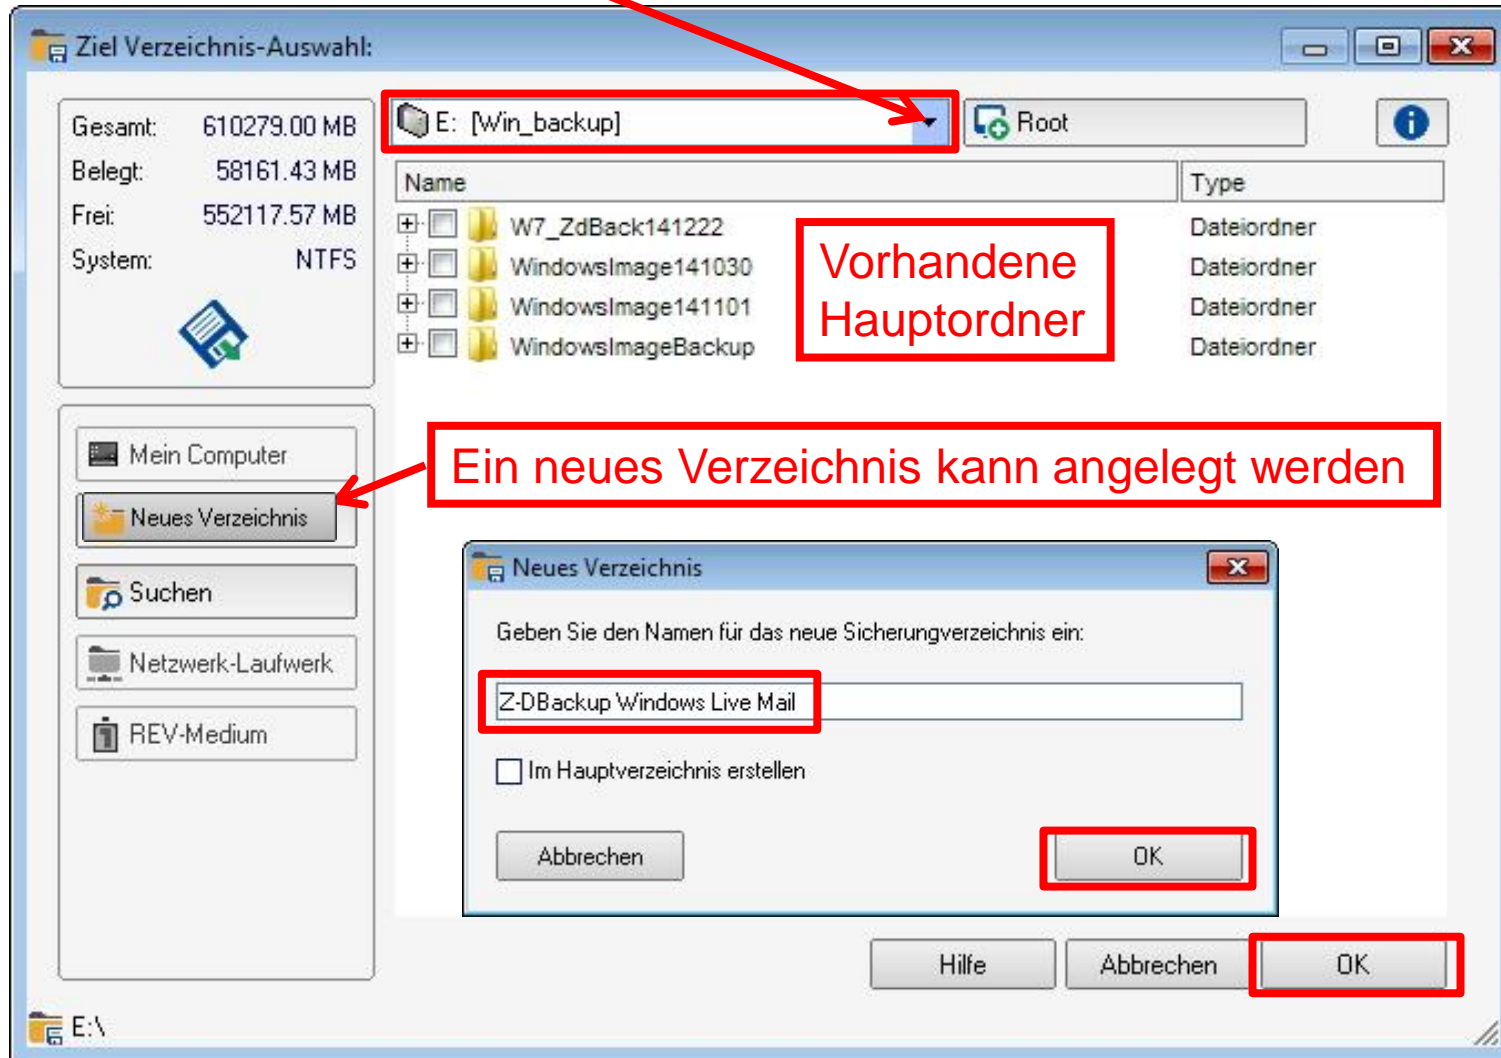 Ziel Verzeichnis-Auswahl:
Gesamt: 610279.00 MB
Belegt: 58161.43 MB
Frei: 552117.57 MB
System: NTFS
E: [Win_backup]
Root
Name Type
W7_ZdBack141222 Dateiordner
WindowsImage141030 Dateiordner
WindowsImage141101 Dateiordner
WindowsImageBackup Dateiordner
Vorhandene
Hauptordner
Mein Computer
Neues Verzeichnis
Suchen
Netzwerk-Laufwerk
REV-Medium
Ein neues Verzeichnis kann angelegt werden
Neues Verzeichnis
Geben Sie den Namen für das neue Sicherungverzeichnis ein:
Z-DBackup Windows Live Mail
Im Hauptverzeichnis erstellen
Abbrechen OK
Hilfe Abbrechen OK
E:\